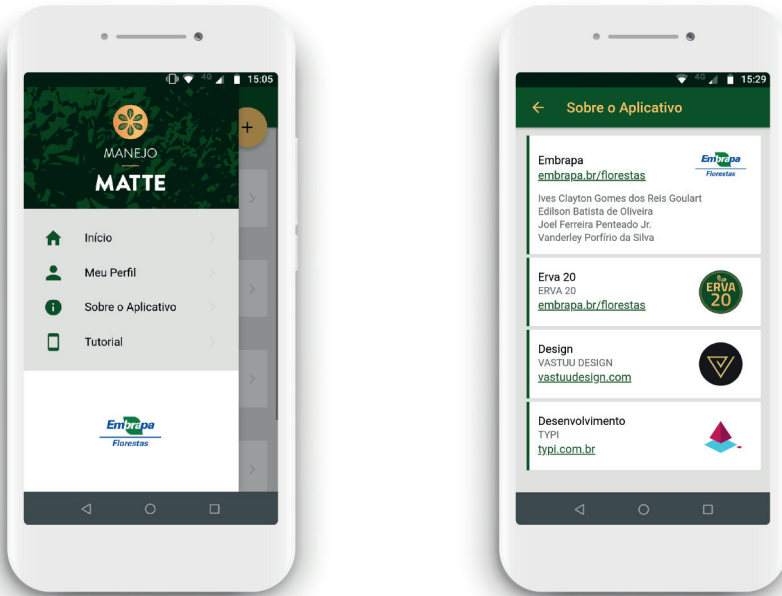 4G 15:05
MANEJO
MATTE
Início
Meu Perfil
Sobre o Aplicativo
Tutorial
Embrapa
Florestas
4G 15:29
Sobre o Aplicativo
Embrapa
embrapa.br/florestas
Embrapa
Florestas
Ives Clayton Gomes dos Reis Goulart
Edilson Batista de Oliveira
Joel Ferreira Penteado Jr.
Vanderley Porfírio da Silva
Erva 20
ERVA 20
embrapa.br/florestas
ERVA
20
Design
VASTUU DESIGN
vastuudesign.com
Desenvolvimento
TYPI
typi.com.br